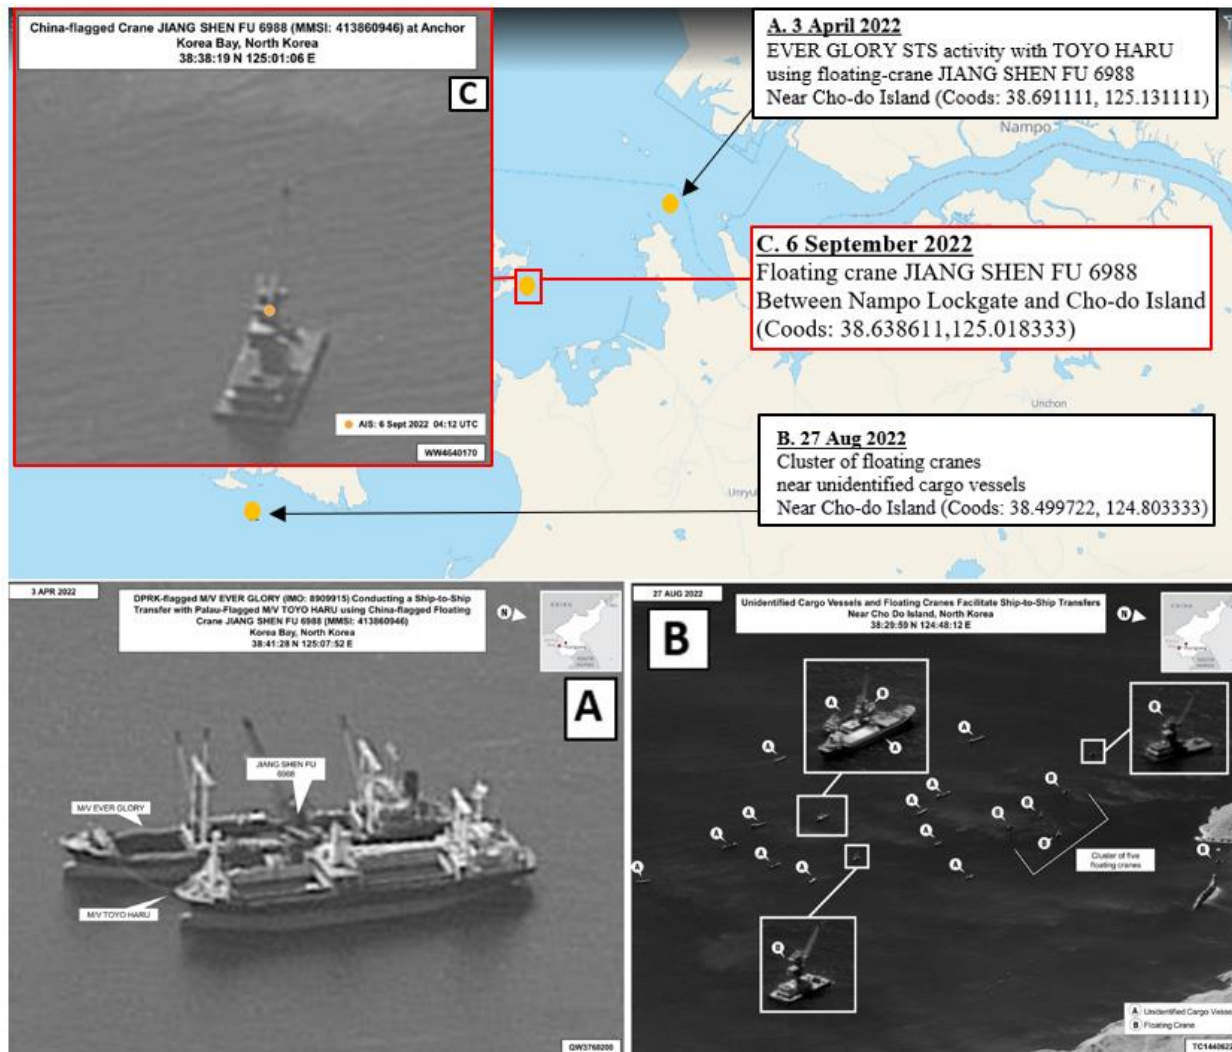 China-flagged Crane JIANG SHEN FU 6988 (MMSI: 413860946) at Anchor
Korea Bay, North Korea
38:38:19 N 125:01:06 E
C
AIS: 6 Sept 2022 04:12 UTC
WW4640170
A. 3 April 2022
EVER GLORY STS activity with TOYO HARU
using floating-crane JIANG SHEN FU 6988
Near Cho-do Island (Coods: 38.691111, 125.131111)
Nampo
C. 6 September 2022
Floating crane JIANG SHEN FU 6988
Between Nampo Lockgate and Cho-do Island
(Coods: 38.638611,125.018333)
Unchon
B. 27 Aug 2022
Cluster of floating cranes
near unidentified cargo vessels
Near Cho-do Island (Coods: 38.499722, 124.803333)
3 APR 2022
DPRK-flagged M/V EVER GLORY (IMO: 8909915) Conducting a Ship-to-Ship
Transfer with Palau-Flagged M/V TOYO HARU using China-flagged Floating
Crane JIANG SHEN FU 6988 (MMSI: 413860946)
Korea Bay, North Korea
38:41:28 N 125:07:52 E
N
A
JIANG SHEN FU
6988
M/V EVER GLORY
M/V TOYO HARU
QW3768200
27 AUG 2022
Unidentified Cargo Vessels and Floating Cranes Facilitate Ship-to-Ship Transfers
Near Cho Do Island, North Korea
38:29:59 N 124:48:12 E
N
B
A
B
A
B
A
A
B
A
A
A
A
A
A
A
A
A
B
B
B
B
B
Cluster of five
floating cranes
B
A Unidentified Cargo Vesse
B Floating Crane
TC144062